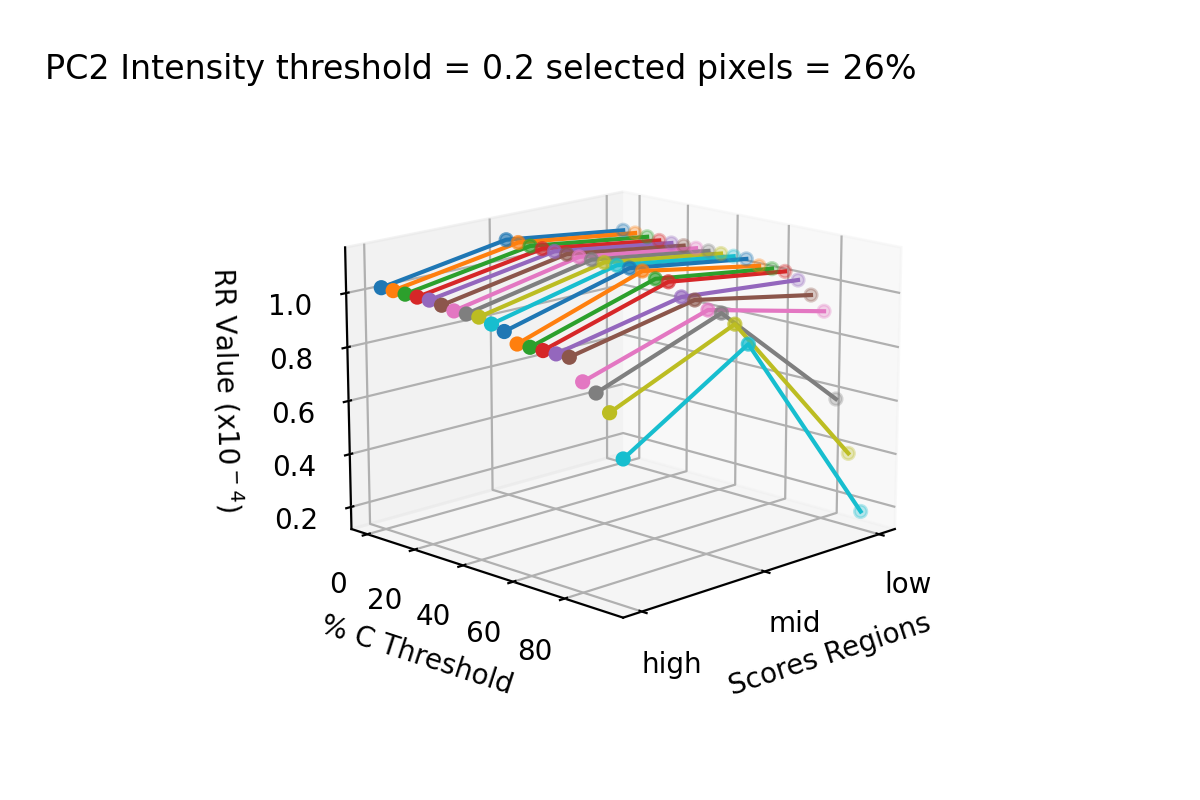 PC2 Intensity threshold = 0.2 selected pixels = 26%
1.0
0.8
0.6
0.4
0.2
RR Value (x10⁻⁴)
0
20
40
60
80
% C Threshold
high
mid
low
Scores Regions